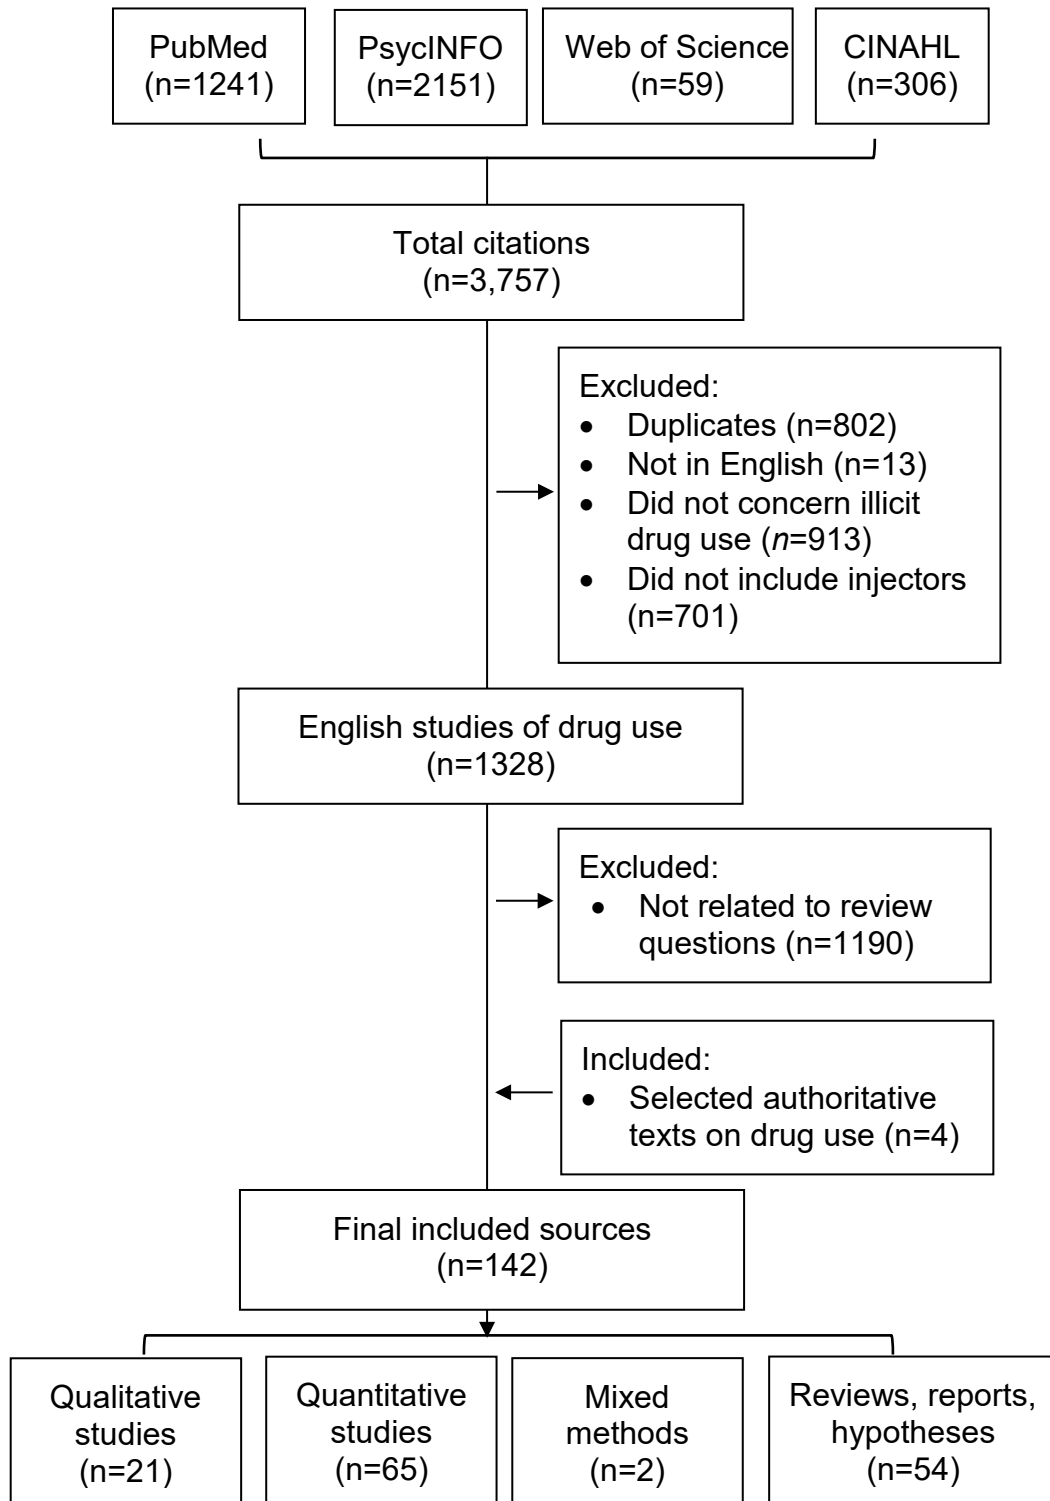 PubMed
(n=1241)
PsycINFO
(n=2151)
Web of Science
(n=59)
CINAHL
(n=306)
Total citations
(n=3,757)
Excluded:
• Duplicates (n=802)
• Not in English (n=13)
• Did not concern illicit
drug use (n=913)
• Did not include injectors
(n=701)
English studies of drug use
(n=1328)
Excluded:
• Not related to review
questions (n=1190)
Included:
• Selected authoritative
texts on drug use (n=4)
Final included sources
(n=142)
Qualitative
studies
(n=21)
Quantitative
studies
(n=65)
Mixed
methods
(n=2)
Reviews, reports,
hypotheses
(n=54)